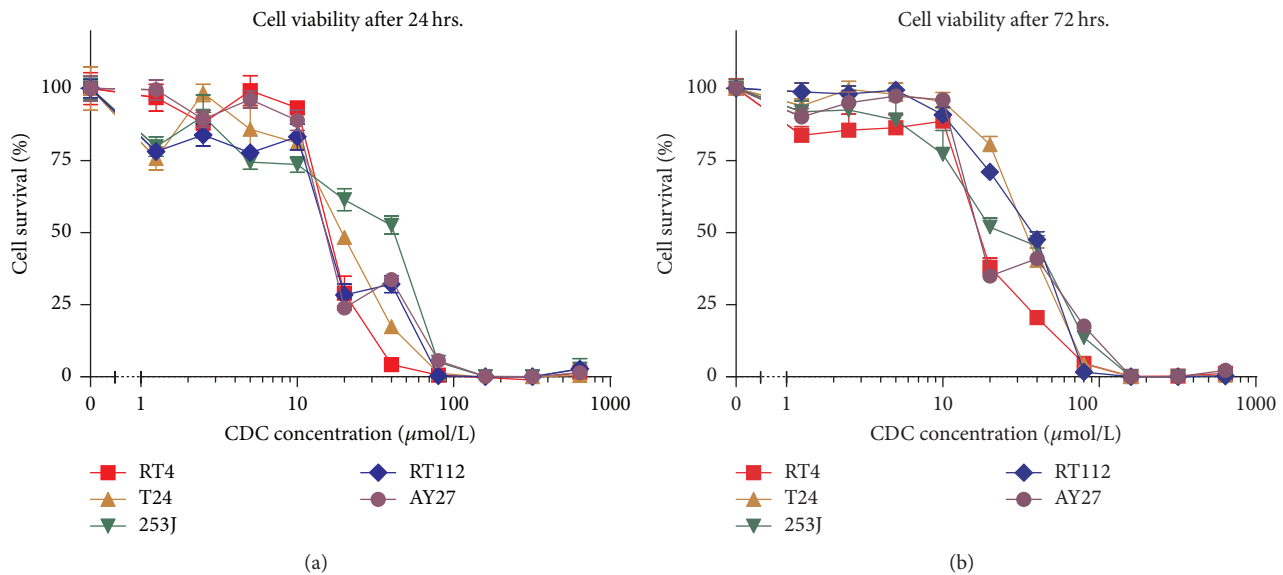 Cell viability after 24 hrs.
Cell survival (%)
100
75
50
25
0
0 1 10 100 1000
CDC concentration (μmol/L)
RT4
T24
253J
RT112
AY27
(a)
Cell viability after 72 hrs.
Cell survival (%)
100
75
50
25
0
0 1 10 100 1000
CDC concentration (μmol/L)
RT4
T24
253J
RT112
AY27
(b)